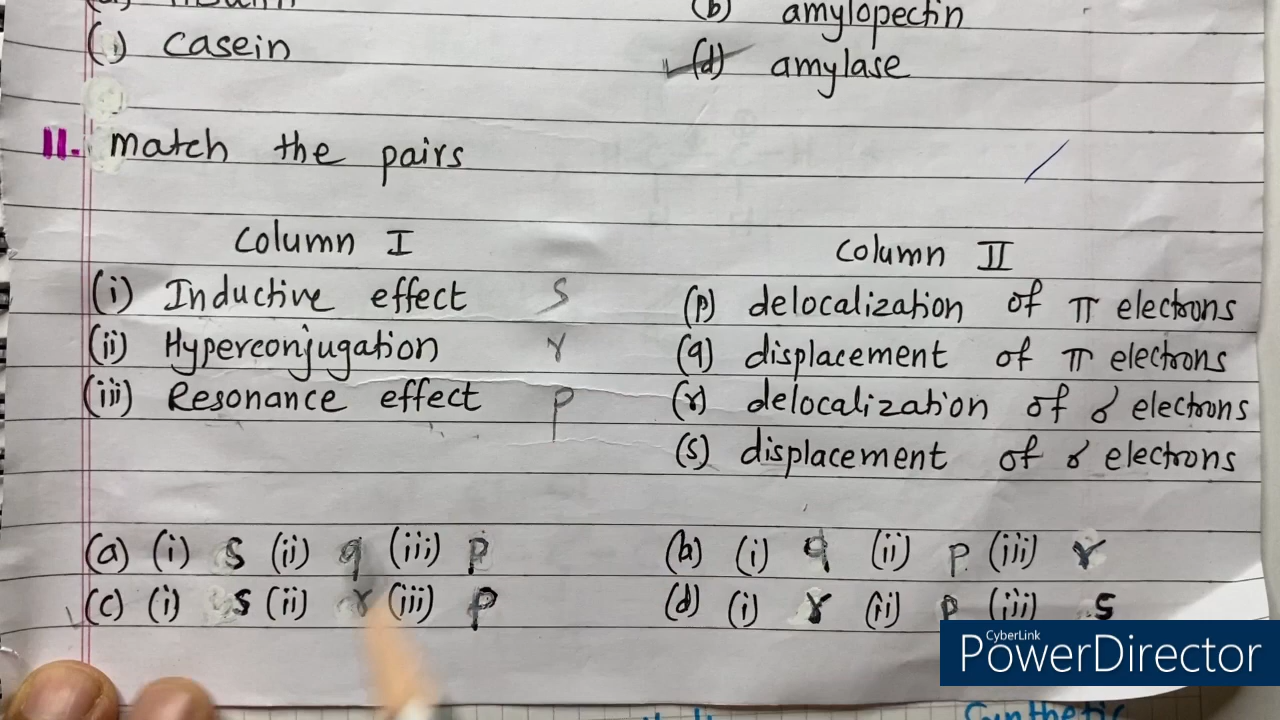 (b) amylopectin
casein
(d) amylase
11. match the pairs
Column I Column II
(i) Inductive effect s (p) delocalization of π electrons
(ii) Hyperconjugation r (q) displacement of π electrons
(iii) Resonance effect p (r) delocalization of σ electrons
(s) displacement of σ electrons
(a) (i) s (ii) q (iii) p (b) (i) q (ii) p (iii) r
(c) (i) s (ii) r (iii) p (d) (i) r (ii) p (iii) s
CyberLink
PowerDirector
Synthetic